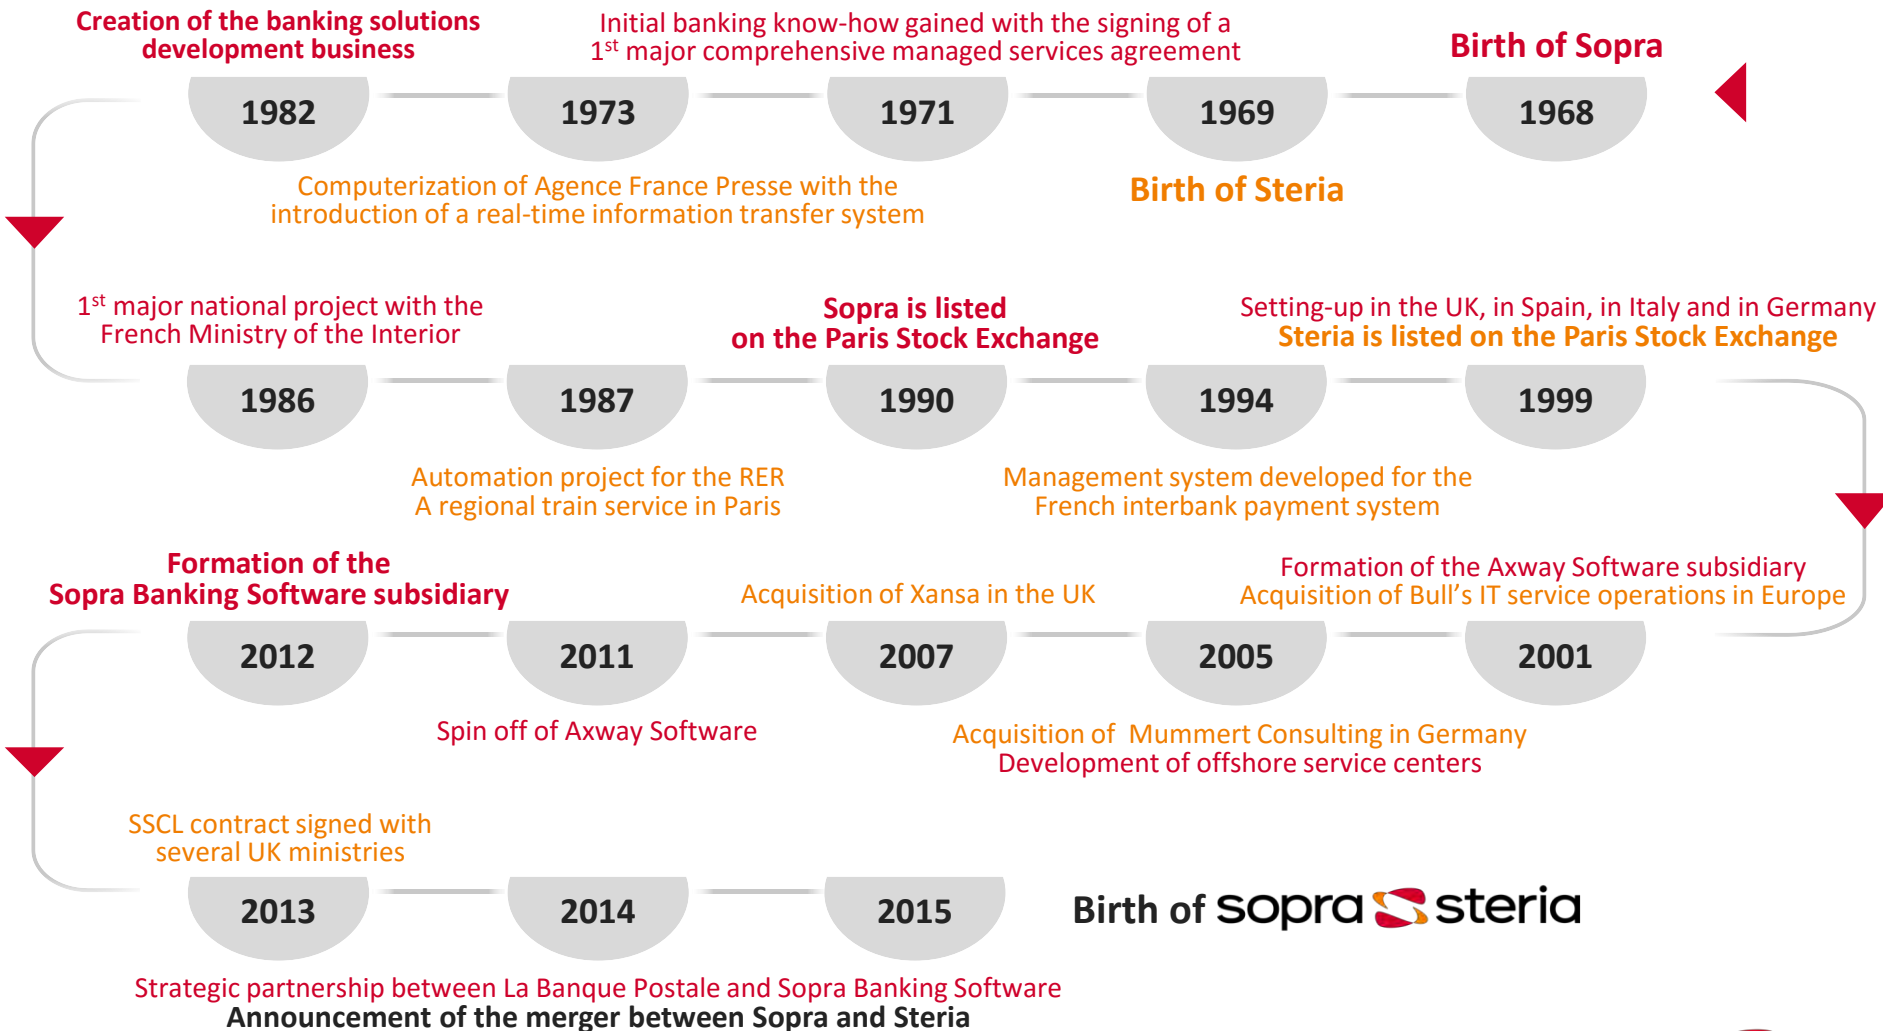 Creation of the banking solutions
development business
Initial banking know-how gained with the signing of a
1st major comprehensive managed services agreement
Birth of Sopra
1982
1973
1971
1969
1968
Computerization of Agence France Presse with the
introduction of a real-time information transfer system
Birth of Steria
1st major national project with the
French Ministry of the Interior
Sopra is listed
on the Paris Stock Exchange
Setting-up in the UK, in Spain, in Italy and in Germany
Steria is listed on the Paris Stock Exchange
1986
1987
1990
1994
1999
Automation project for the RER
A regional train service in Paris
Management system developed for the
French interbank payment system
Formation of the
Sopra Banking Software subsidiary
Acquisition of Xansa in the UK
Formation of the Axway Software subsidiary
Acquisition of Bull’s IT service operations in Europe
2012
2011
2007
2005
2001
Spin off of Axway Software
Acquisition of Mummert Consulting in Germany
Development of offshore service centers
SSCL contract signed with
several UK ministries
2013
2014
2015
Birth of sopra steria
Strategic partnership between La Banque Postale and Sopra Banking Software
Announcement of the merger between Sopra and Steria